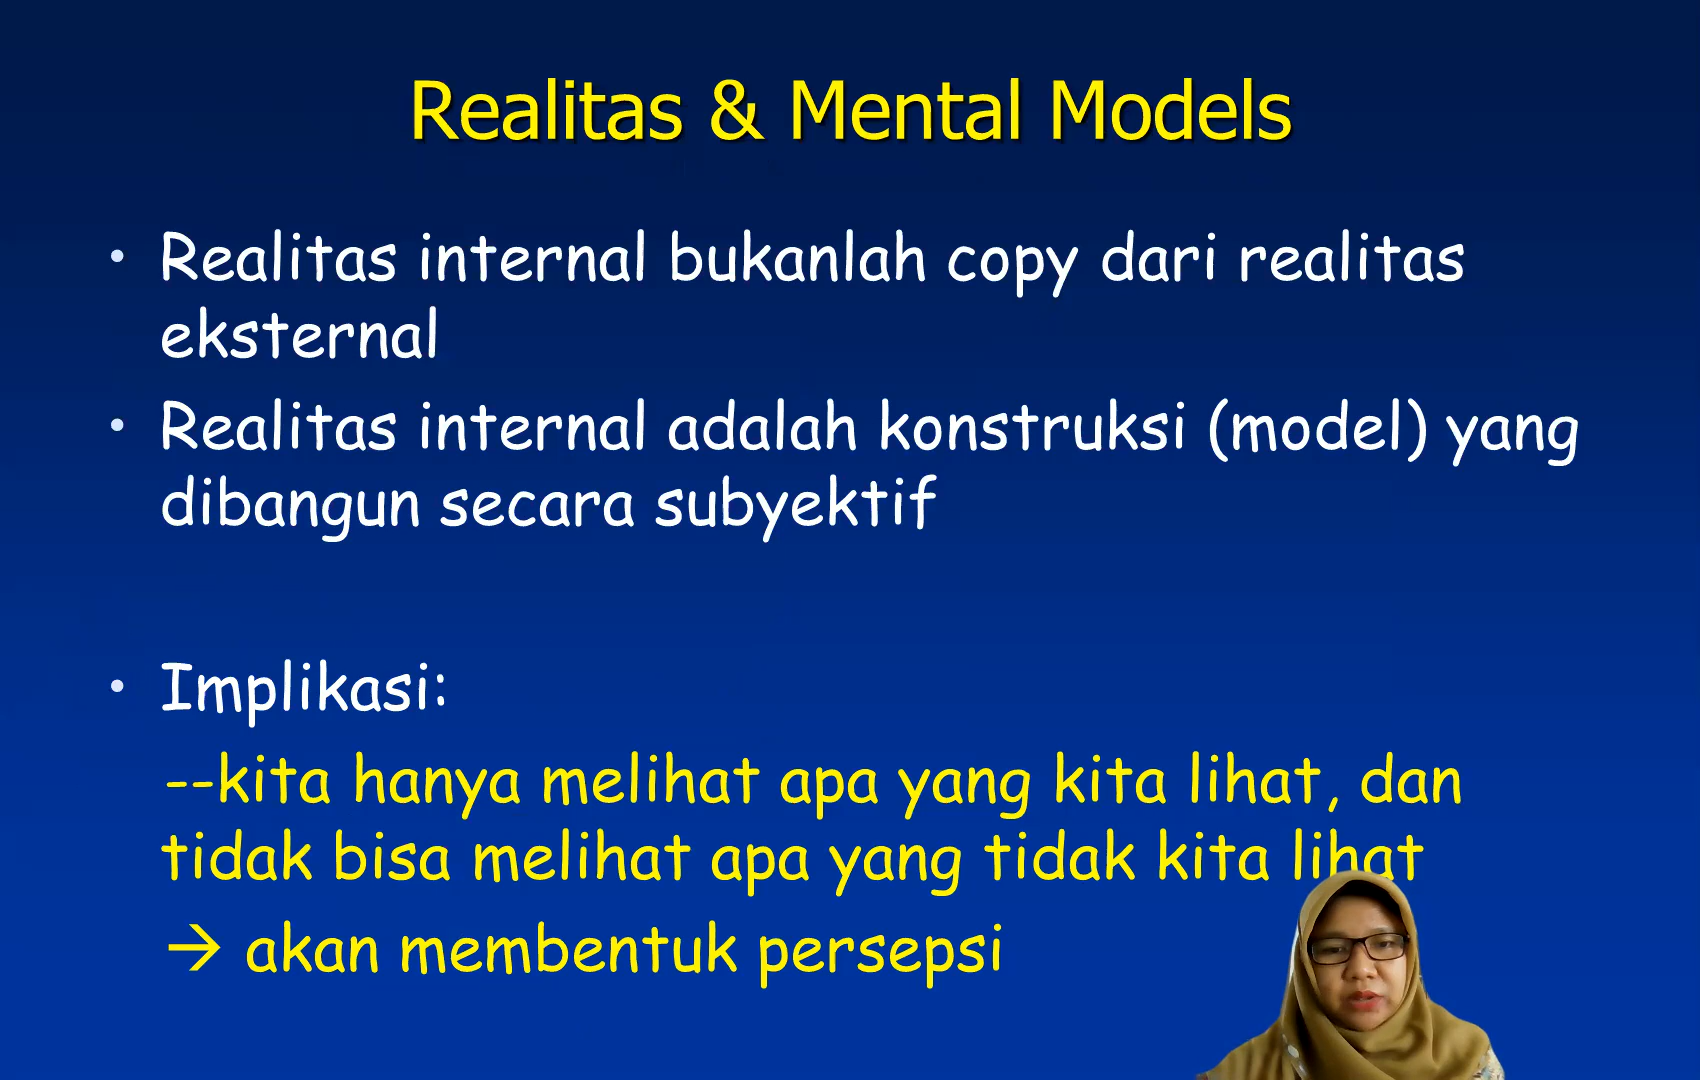 Realitas & Mental Models
• Realitas internal bukanlah copy dari realitas
eksternal
• Realitas internal adalah konstruksi (model) yang
dibangun secara subyektif
• Implikasi:
--kita hanya melihat apa yang kita lihat, dan
tidak bisa melihat apa yang tidak kita lihat
→ akan membentuk persepsi